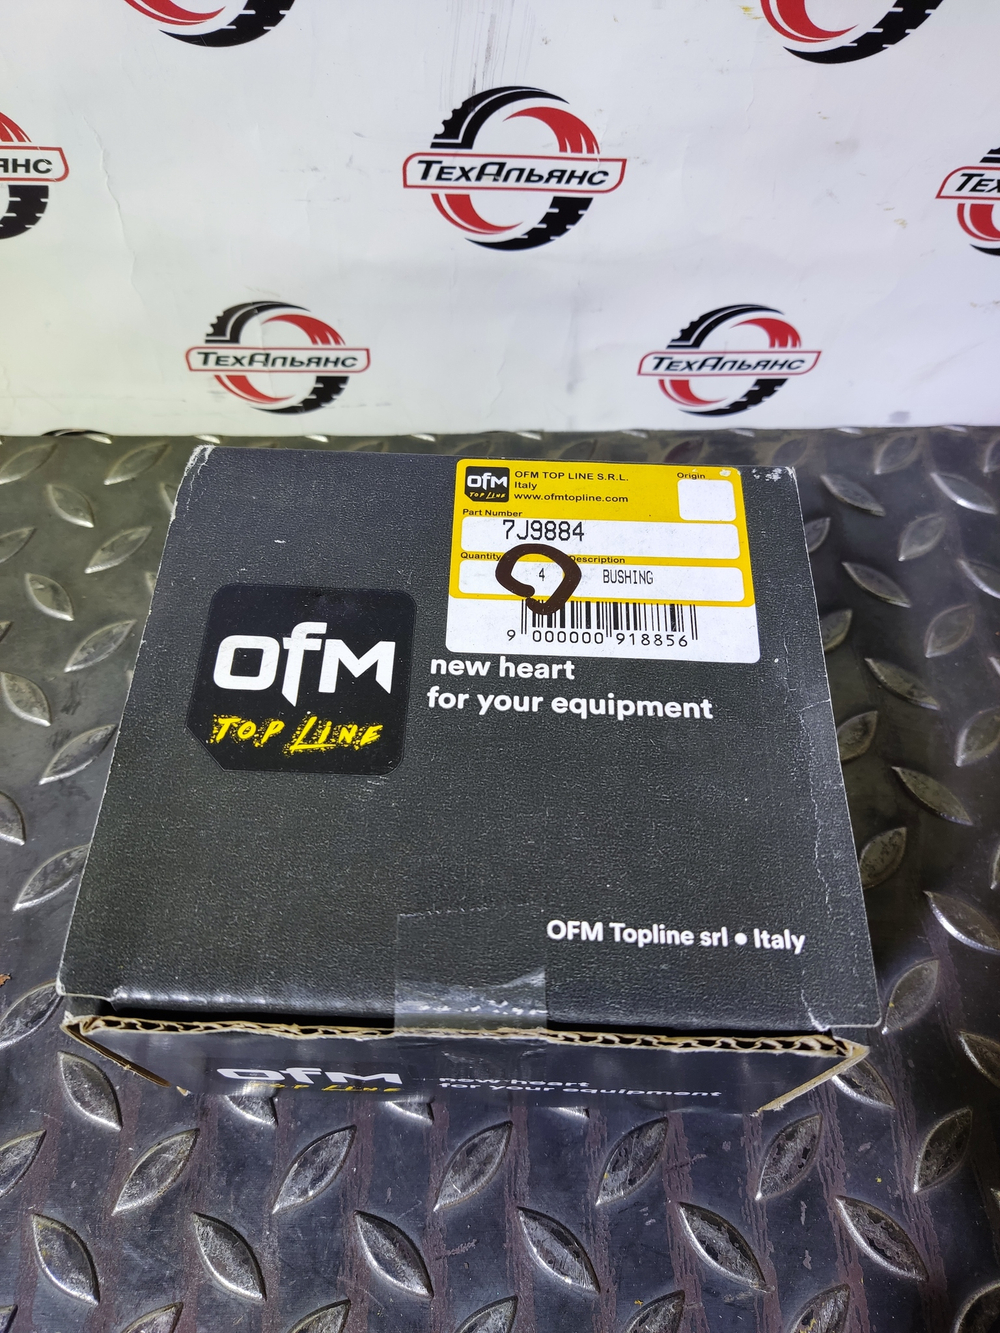 ТехАльянс
янс
Тех
ТехАльянс
ТехАльянс
OFM
TOP LINE
OFM TOP LINE S.R.L.
Italy
www.ofmtopline.com
Origin
Part Number
7J9884
Quantity
Description
4
BUSHING
9 000000 918856
OFM
TOP LINE
new heart
for your equipment
OFM Topline srl • Italy
OFM
TOP LINE
new heart
for your equipment